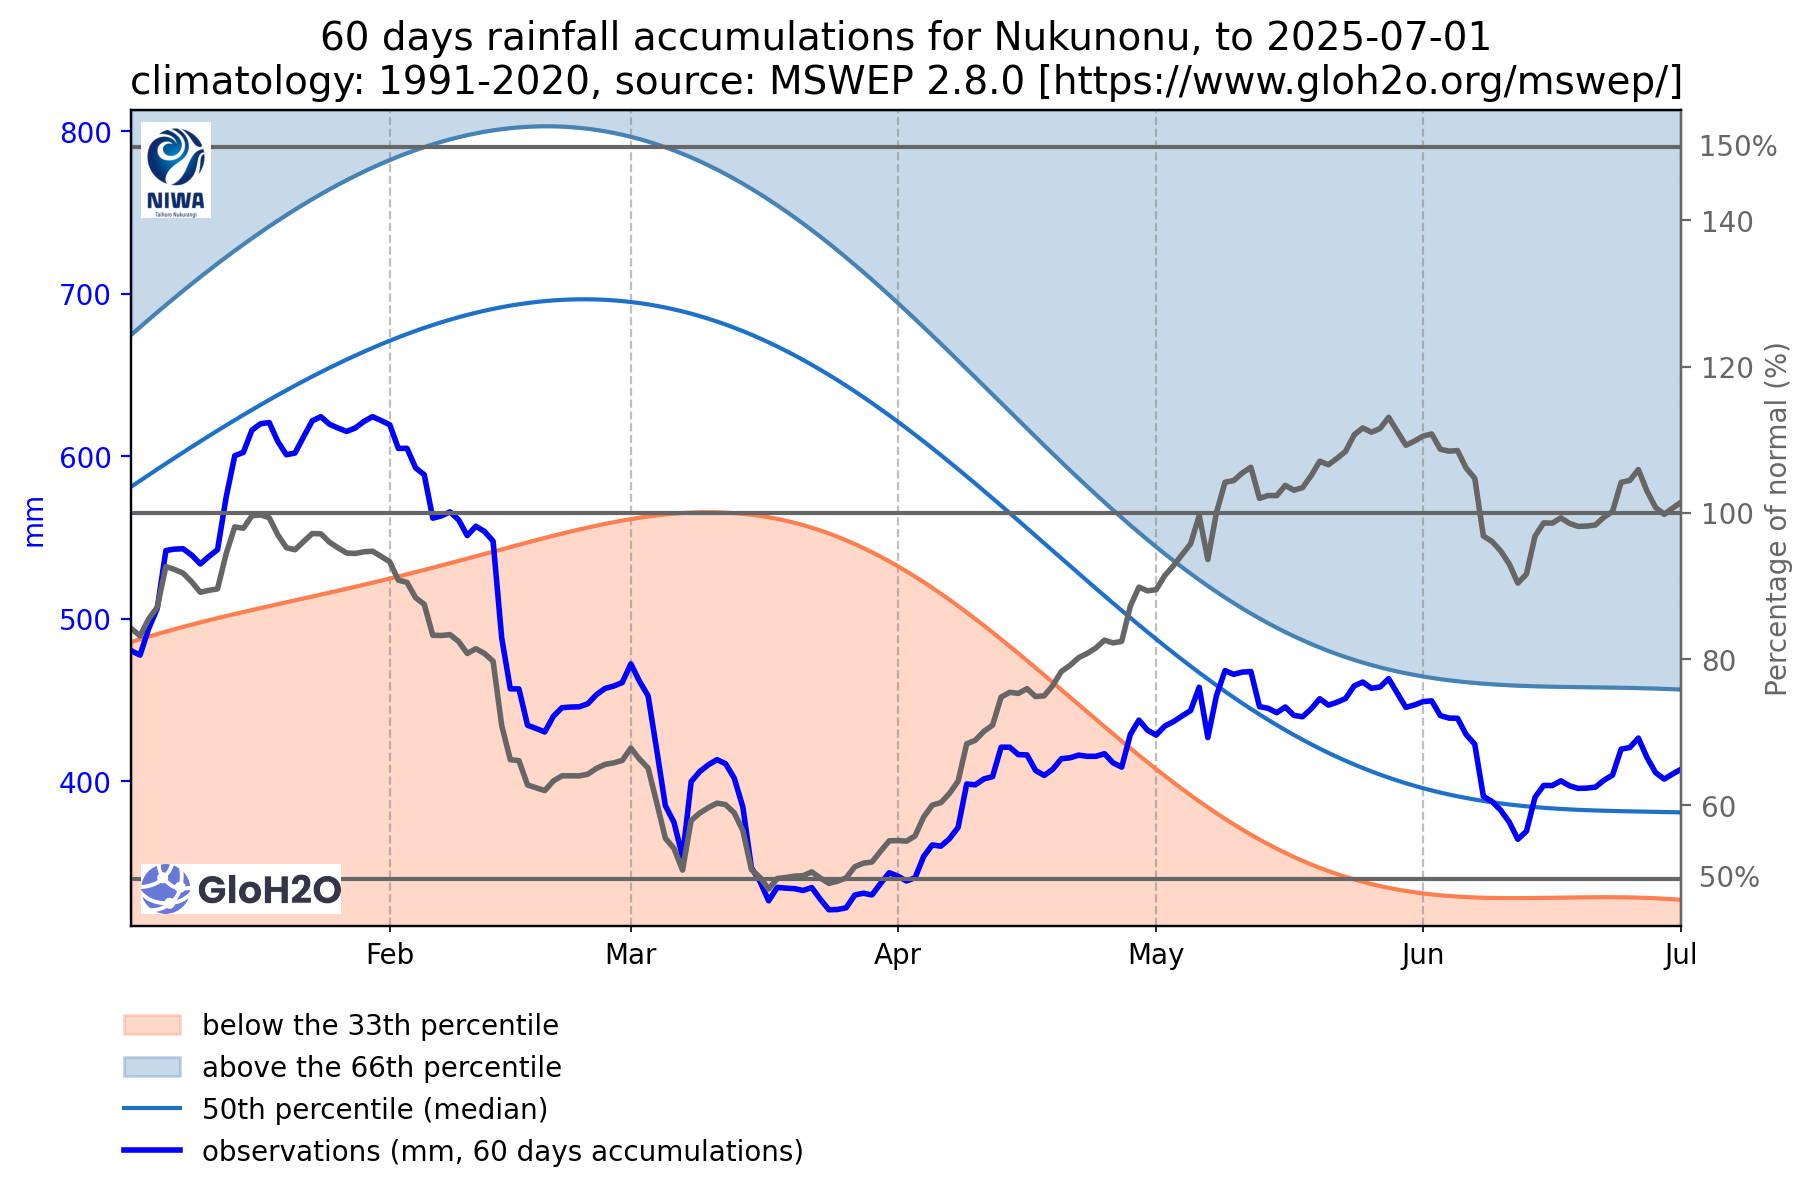 60 days rainfall accumulations for Nukunonu, to 2025-07-01
climatology: 1991-2020, source: MSWEP 2.8.0 [https://www.gloh2o.org/mswep/]
800
700
600
500
400
mm
NIWA
Taihoro Nukurangi
GloH2O
150%
140
120
100
80
60
50%
Percentage of normal (%)
Feb
Mar
Apr
May
Jun
Jul
below the 33th percentile
above the 66th percentile
50th percentile (median)
observations (mm, 60 days accumulations)